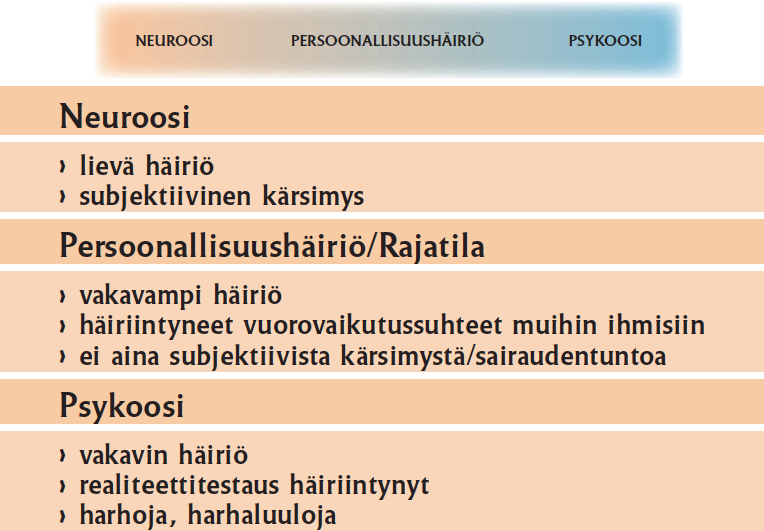 NEUROOSI PERSOONALLISUUSHÄIRIÖ PSYKOOSI
Neuroosi
› lievä häiriö
› subjektiivinen kärsimys
Persoonallisuushäiriö/Rajatila
› vakavampi häiriö
› häiriintyneet vuorovaikutussuhteet muihin ihmisiin
› ei aina subjektiivista kärsimystä/sairaudentuntoa
Psykoosi
› vakavin häiriö
› realiteettitestaus häiriintynyt
› harhoja, harhaluuloja